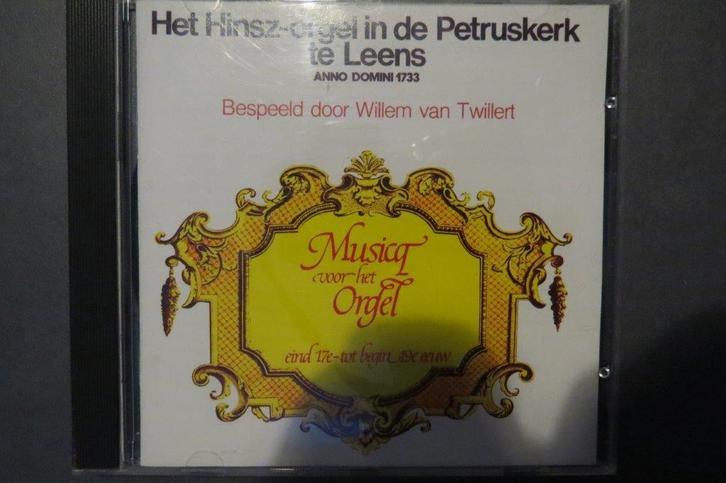 Het Hinsz-orgel in de Petruskerk
te Leens
ANNO DOMINI 1733
Bespeeld door Willem van Twillert
Musicq
voor het
Orgel
eind 17e-tot begin 19e eeuw